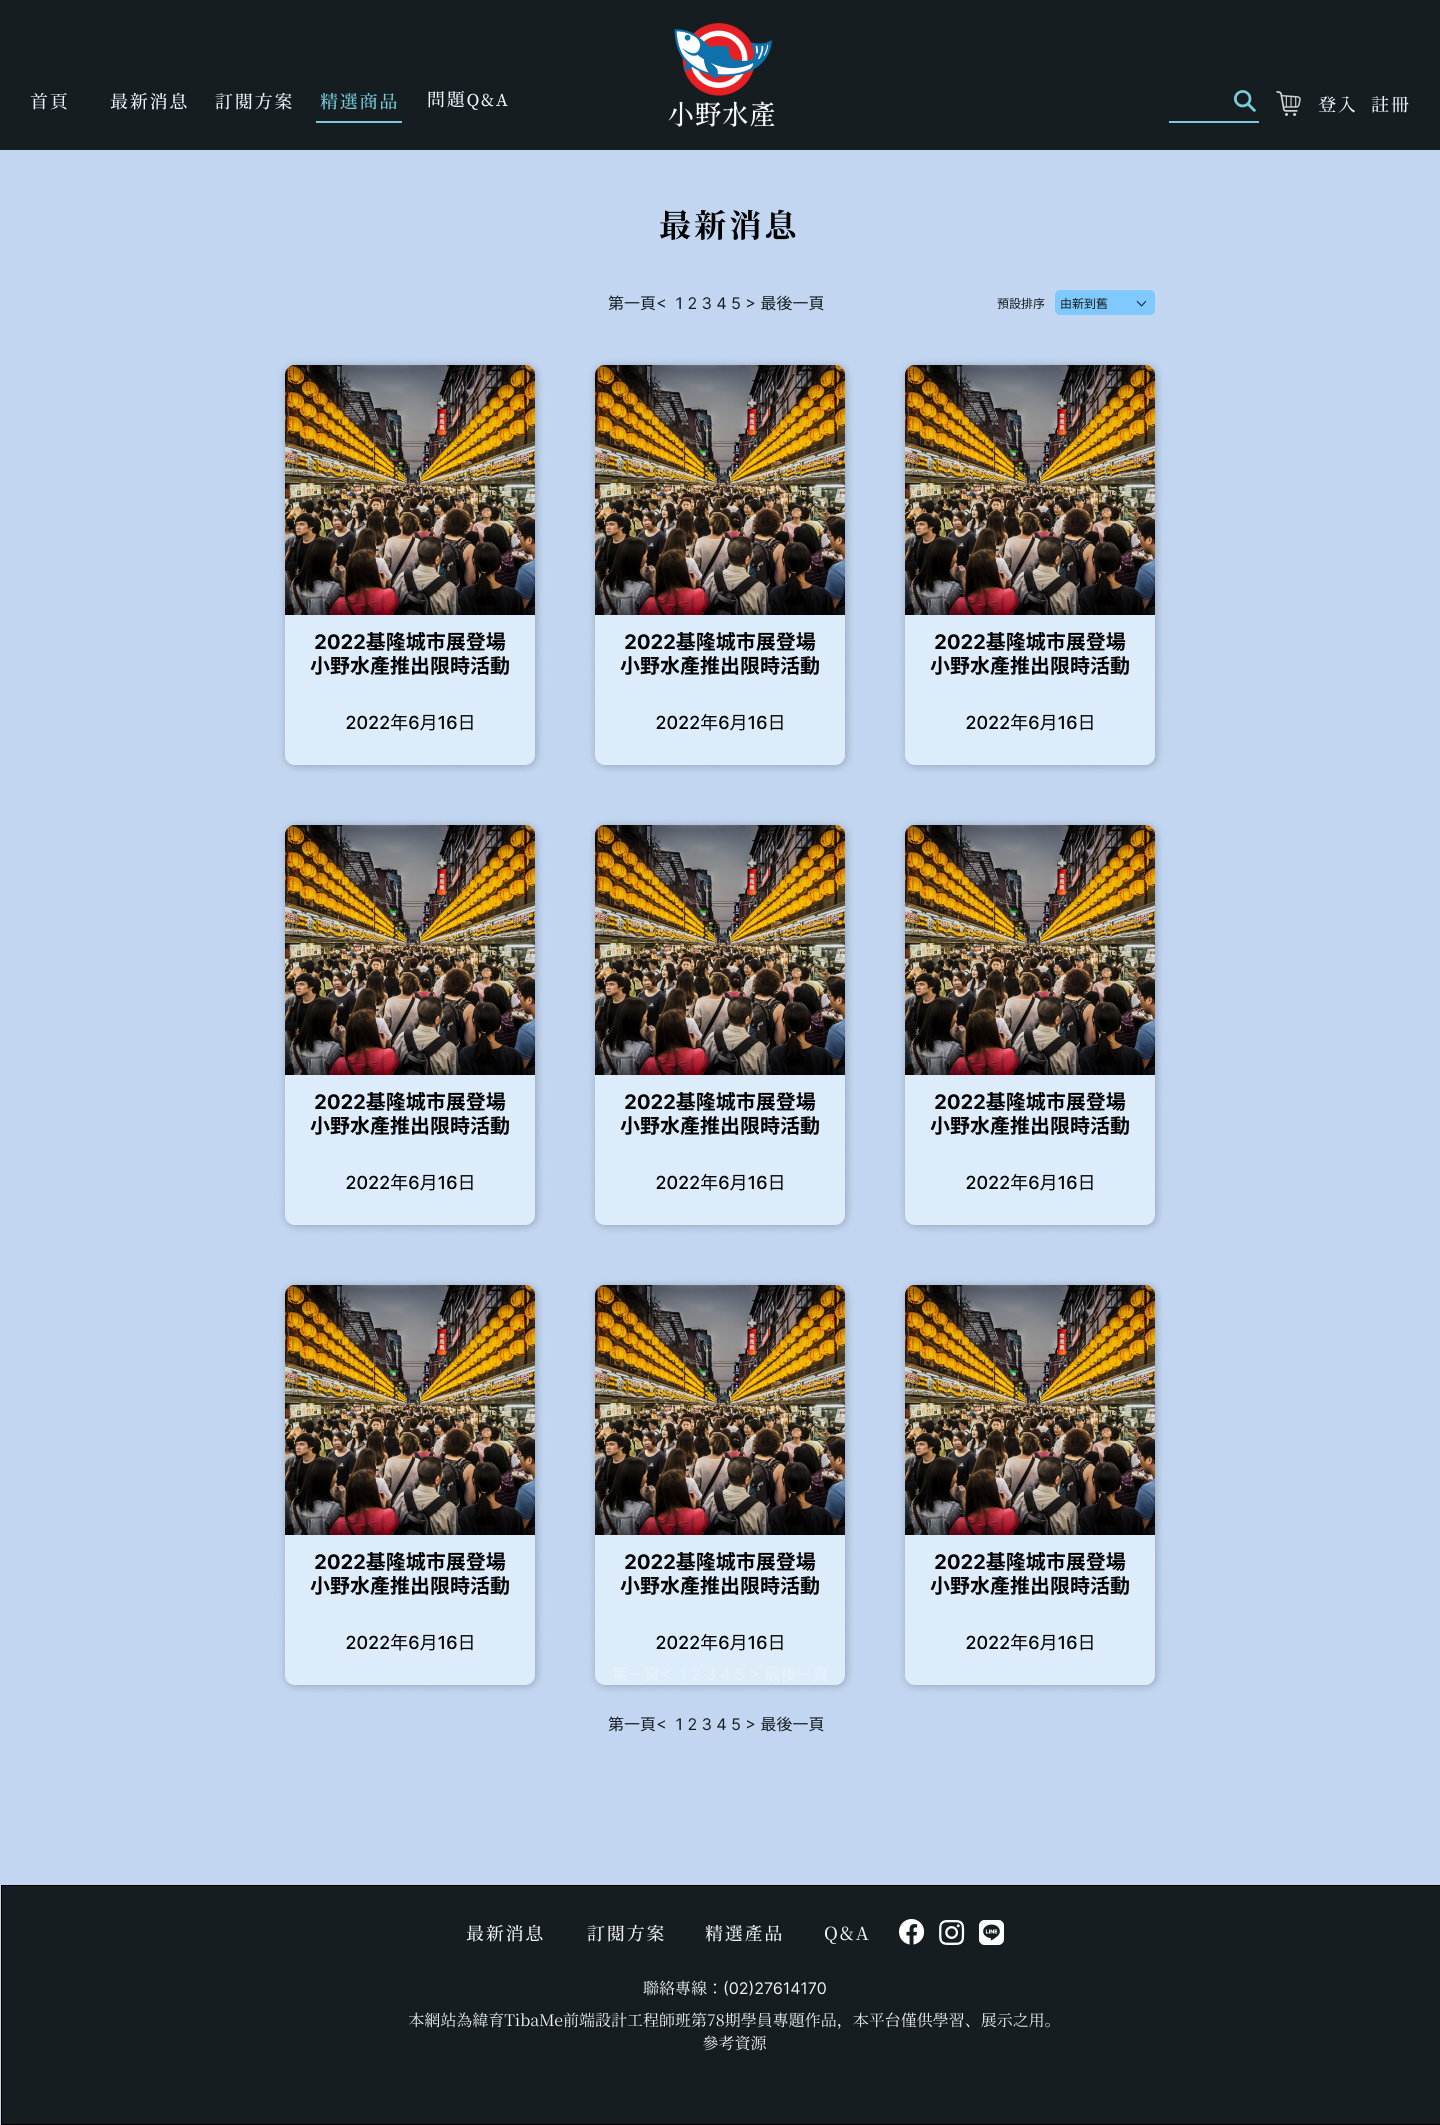 首頁 最新消息 訂閱方案 精選商品 問題Q&A
小野水產
登入 註冊
最新消息
第一頁< 1 2 3 4 5 > 最後一頁
預設排序 由新到舊
2022基隆城市展登場
小野水產推出限時活動
2022年6月16日
2022基隆城市展登場
小野水產推出限時活動
2022年6月16日
2022基隆城市展登場
小野水產推出限時活動
2022年6月16日
2022基隆城市展登場
小野水產推出限時活動
2022年6月16日
2022基隆城市展登場
小野水產推出限時活動
2022年6月16日
2022基隆城市展登場
小野水產推出限時活動
2022年6月16日
2022基隆城市展登場
小野水產推出限時活動
2022年6月16日
2022基隆城市展登場
小野水產推出限時活動
2022年6月16日
第一頁< 1 2 3 4 5 > 最後一頁
2022基隆城市展登場
小野水產推出限時活動
2022年6月16日
第一頁< 1 2 3 4 5 > 最後一頁
最新消息 訂閱方案 精選產品 Q&A LINE
聯絡專線：(02)27614170
本網站為緯育TibaMe前端設計工程師班第78期學員專題作品，本平台僅供學習、展示之用。
參考資源